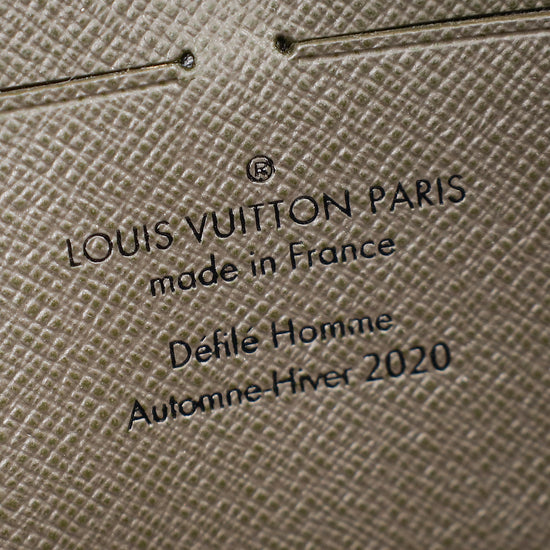 ®
LOUIS VUITTON PARIS
made in France
Défilé Homme
Automne-Hiver 2020